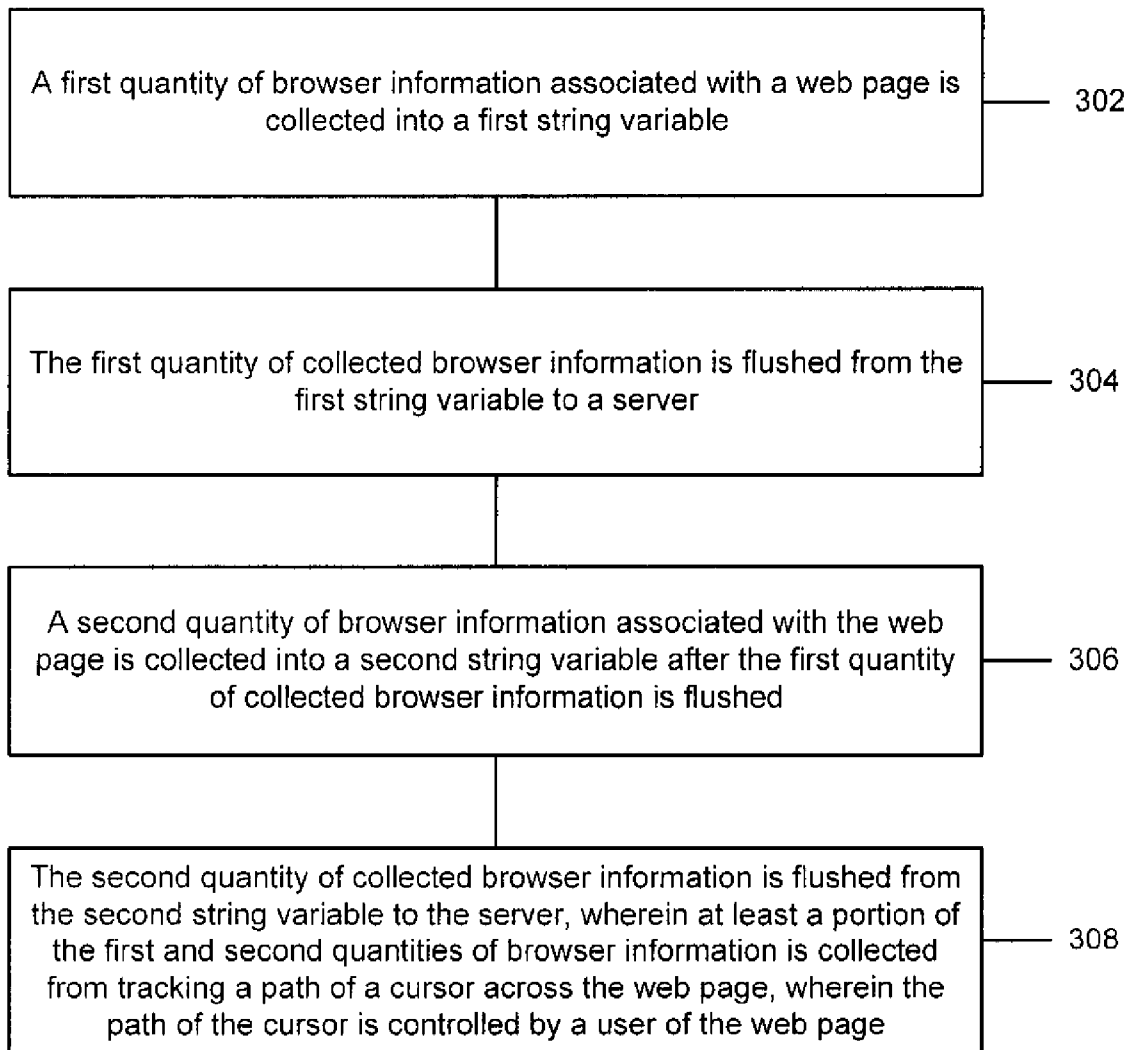 A first quantity of browser information associated with a web page is
collected into a first string variable
302
The first quantity of collected browser information is flushed from the
first string variable to a server
304
A second quantity of browser information associated with the web
page is collected into a second string variable after the first quantity
of collected browser information is flushed
306
The second quantity of collected browser information is flushed from
the second string variable to the server, wherein at least a portion of
the first and second quantities of browser information is collected
from tracking a path of a cursor across the web page, wherein the
path of the cursor is controlled by a user of the web page
308